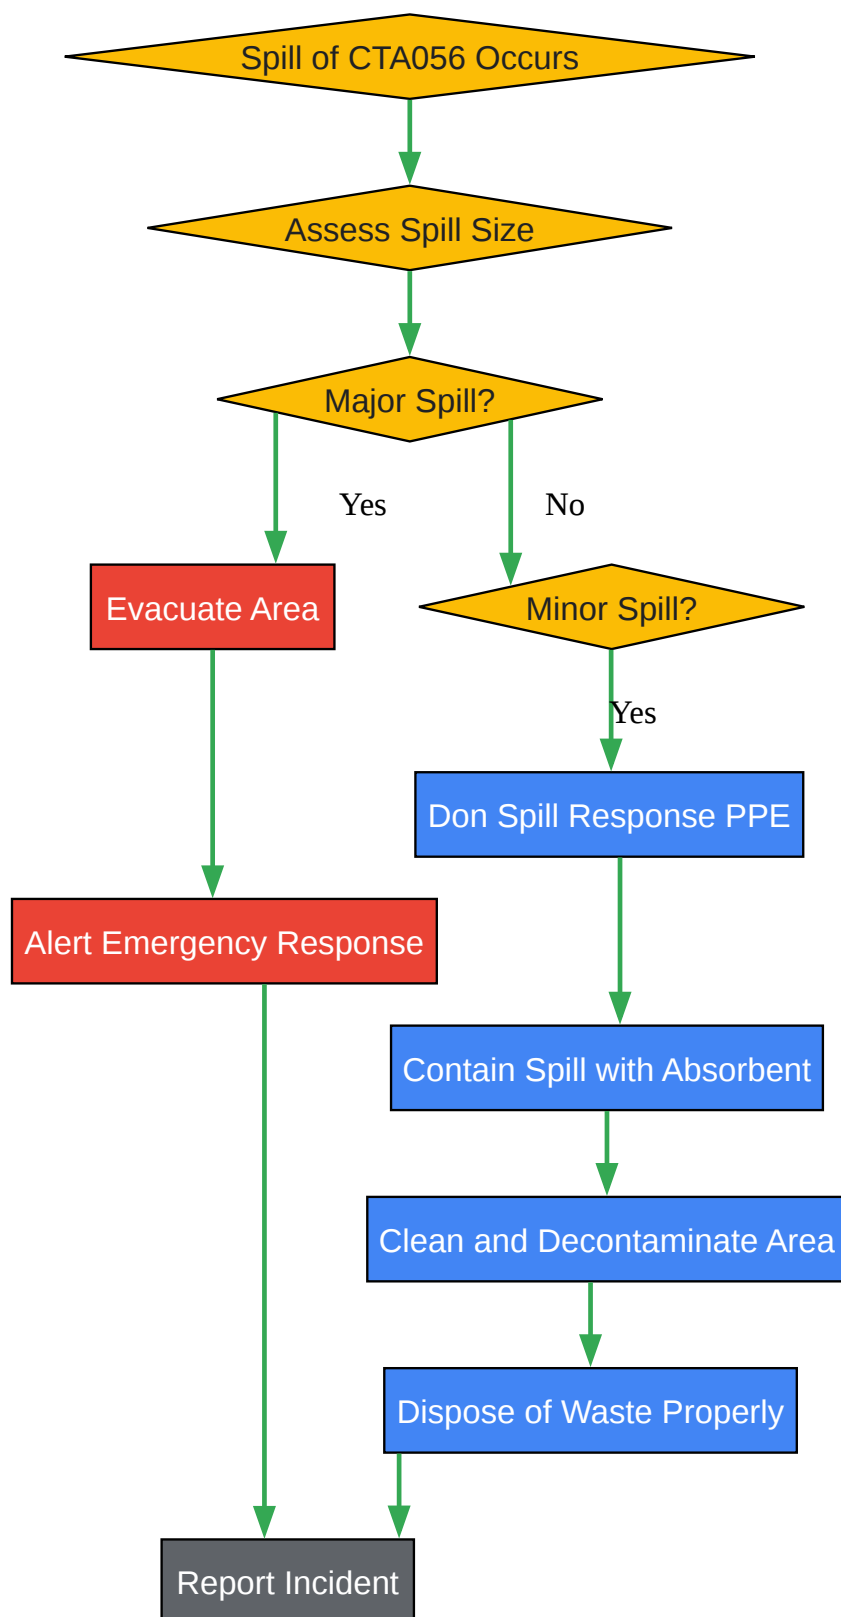 Spill of CTA056 Occurs
Assess Spill Size
Major Spill?
Yes
No
Evacuate Area
Minor Spill?
Yes
Don Spill Response PPE
Alert Emergency Response
Contain Spill with Absorbent
Clean and Decontaminate Area
Dispose of Waste Properly
Report Incident